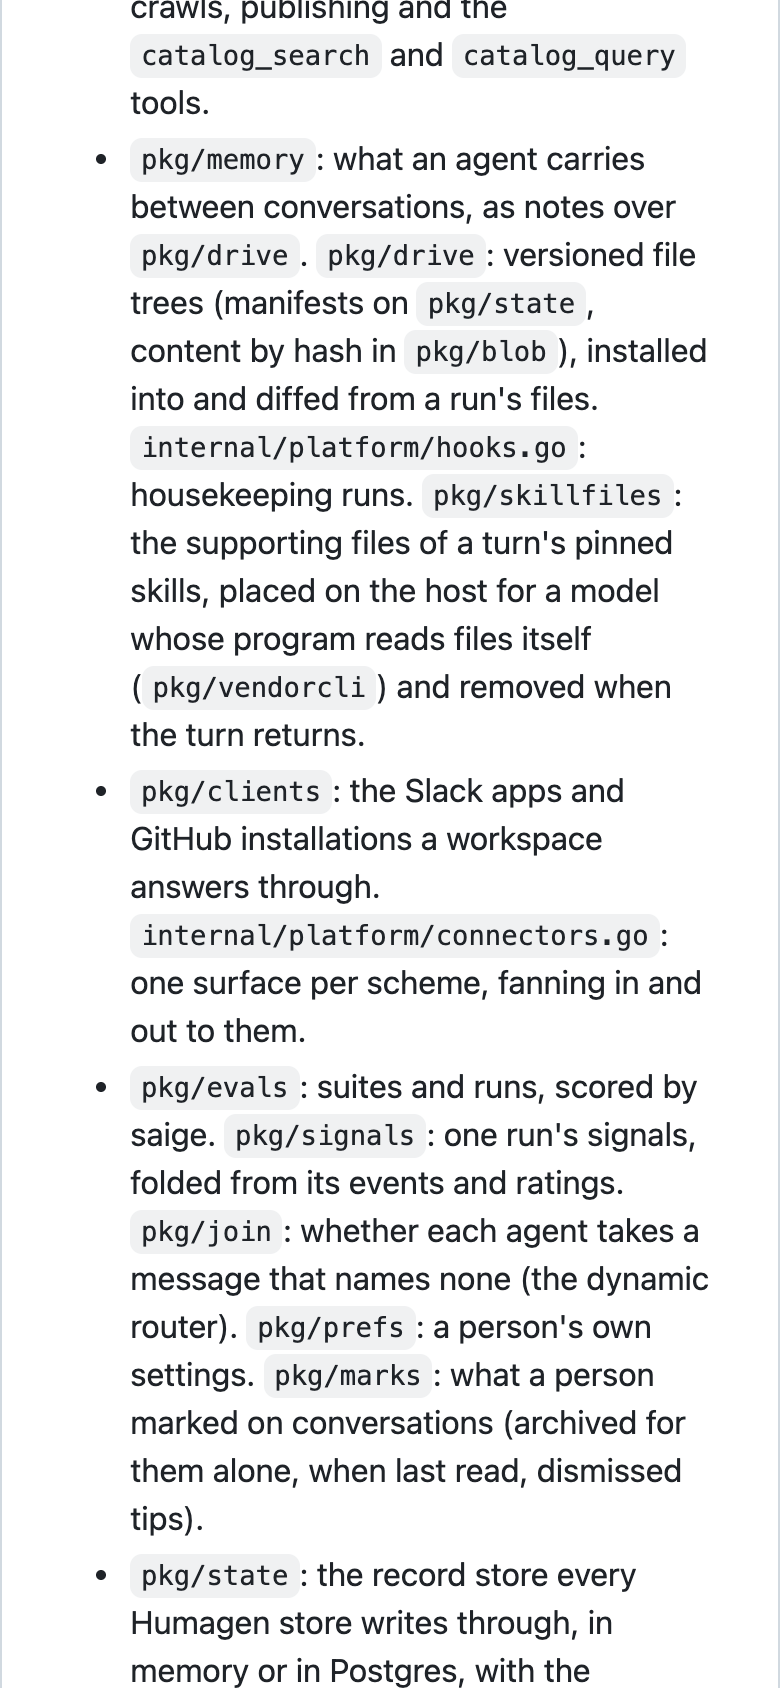 crawls, publishing and the
catalog_search and catalog_query
tools.
• pkg/memory: what an agent carries
between conversations, as notes over
pkg/drive. pkg/drive: versioned file
trees (manifests on pkg/state,
content by hash in pkg/blob), installed
into and diffed from a run's files.
internal/platform/hooks.go:
housekeeping runs. pkg/skillfiles:
the supporting files of a turn's pinned
skills, placed on the host for a model
whose program reads files itself
(pkg/vendorcli) and removed when
the turn returns.
• pkg/clients: the Slack apps and
GitHub installations a workspace
answers through.
internal/platform/connectors.go:
one surface per scheme, fanning in and
out to them.
• pkg/evals: suites and runs, scored by
saige. pkg/signals: one run's signals,
folded from its events and ratings.
pkg/join: whether each agent takes a
message that names none (the dynamic
router). pkg/prefs: a person's own
settings. pkg/marks: what a person
marked on conversations (archived for
them alone, when last read, dismissed
tips).
• pkg/state: the record store every
Humagen store writes through, in
memory or in Postgres, with the